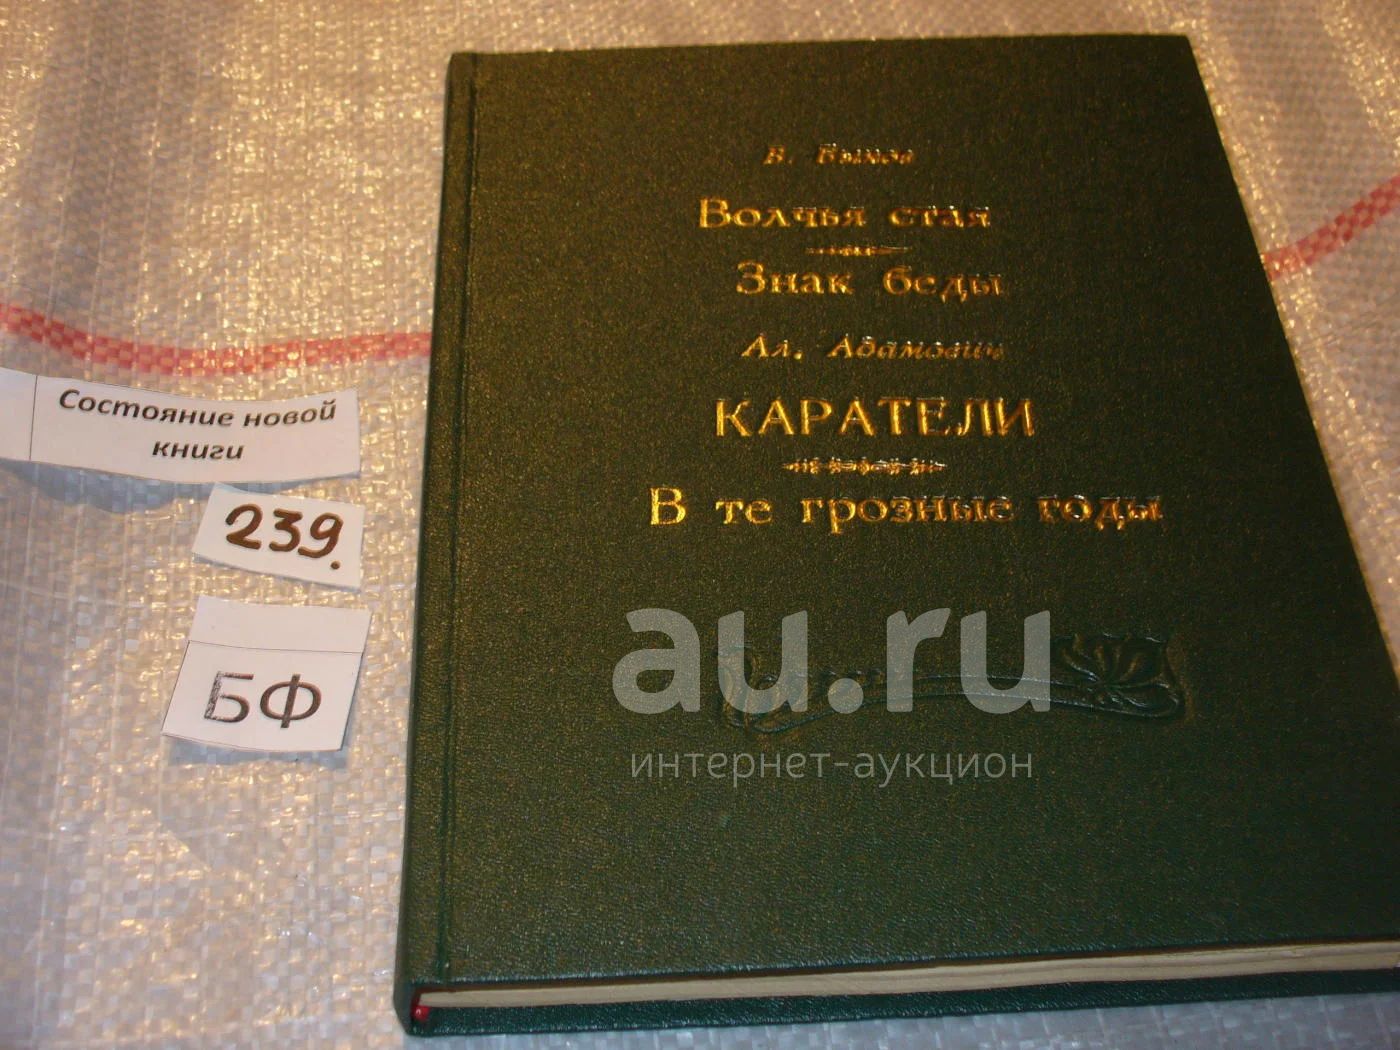 В. Быков
Волчья стая
Знак беды
Ал. Адамович
КАРАТЕЛИ
В те грозные годы
Состояние новой
книги
239.
БФ
au.ru
интернет-аукцион